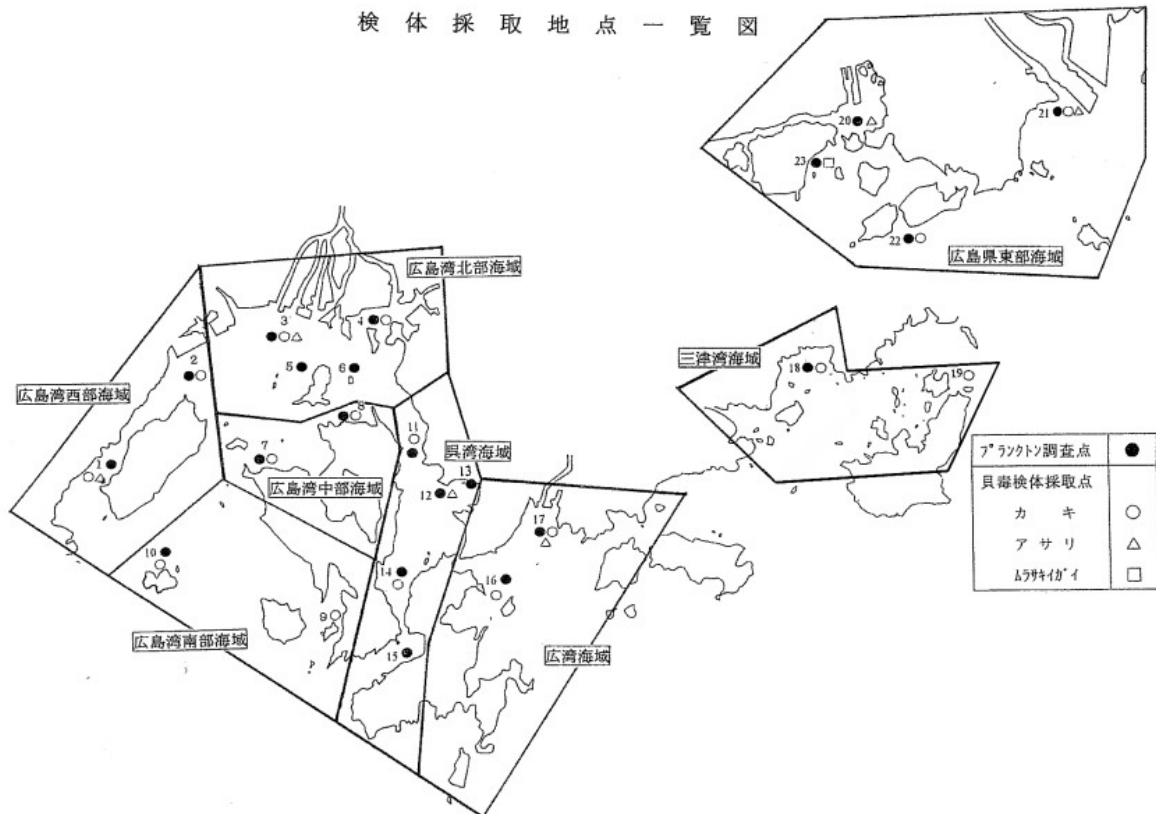 検体採取地点一覧図
20
21
23
22
広島県東部海域
広島湾北部海域
3
4
5
6
2
広島湾西部海域
1
8
7
広島湾中部海域
11
呉湾海域
13
12
17
10
14
16
9
15
広島湾南部海域
広湾海域
三津湾海域
18
19
プランクトン調査点 ●
貝毒検体採取点
カキ ○
アサリ △
ムラサキイガイ □